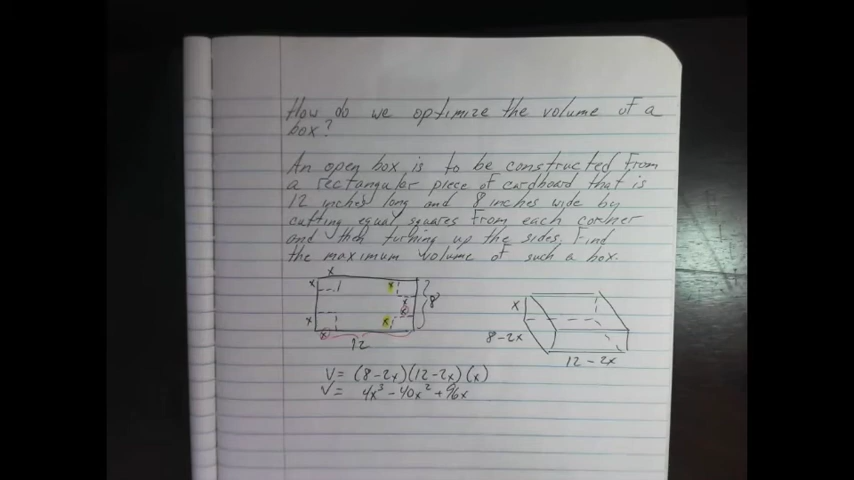 How do we optimize the volume of a
box?
An open box is to be constructed from
a rectangular piese of cardboard that is
12 inches long and 8 inches wide by
cutting equal squares from each corner
and then turning up the sides. Find
the maximum volume of such a box.
x
x x
x
8
x
x x
x
12
x
8-2x
12-2x
V= (8-2x)(12-2x)(x)
V= 4x³-40x²+96x